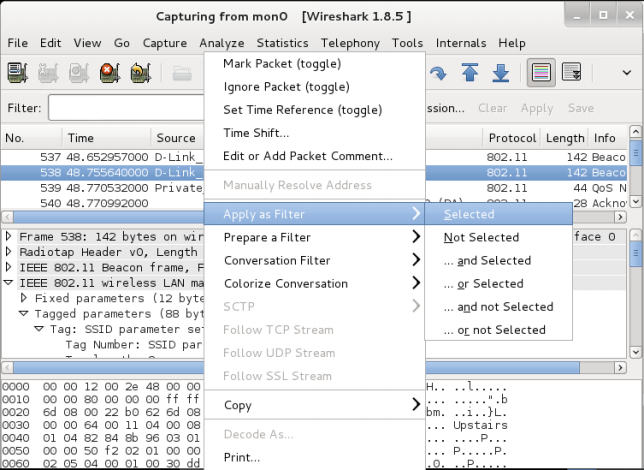 Capturing from mon0 [Wireshark 1.8.5]
File Edit View Go Capture Analyze Statistics Telephony Tools Internals Help
Filter:
ssion... Clear Apply Save
No. Time Source Protocol Length Info
537 48.652957000 D-Link_ 802.11 142 Beaco
538 48.755640000 D-Link_ 802.11 142 Beaco
539 48.770532000 Private_ 802.11 44 QoS N
540 48.770992000 (RA) 802.11 28 Ackno
Mark Packet (toggle)
Ignore Packet (toggle)
Set Time Reference (toggle)
Time Shift...
Edit or Add Packet Comment...
Manually Resolve Address
Apply as Filter
Prepare a Filter
Conversation Filter
Colorize Conversation
SCTP
Follow TCP Stream
Follow UDP Stream
Follow SSL Stream
Copy
Decode As...
Print...
Selected
Not Selected
... and Selected
... or Selected
... and not Selected
... or not Selected
Frame 538: 142 bytes on wir
face 0
Radiotap Header v0, Length
IEEE 802.11 Beacon frame, F
IEEE 802.11 wireless LAN ma
Fixed parameters (12 byte
Tagged parameters (88 byt
Tag: SSID parameter se
Tag Number: SSID par
0000 00 00 12 00 2e 48 00 00 H. ..l.....
0010 00 00 80 00 00 00 ff ff ......".b
0020 6d 08 00 22 b0 62 6d 08 bm. ..i..}L.
0030 00 00 64 00 11 04 00 08 .. Upstairs
0040 01 04 82 84 8b 96 03 01 .... ....P...
0050 00 00 50 f2 02 01 00 00 P..... .P....
0060 02 05 04 00 01 00 30 dd